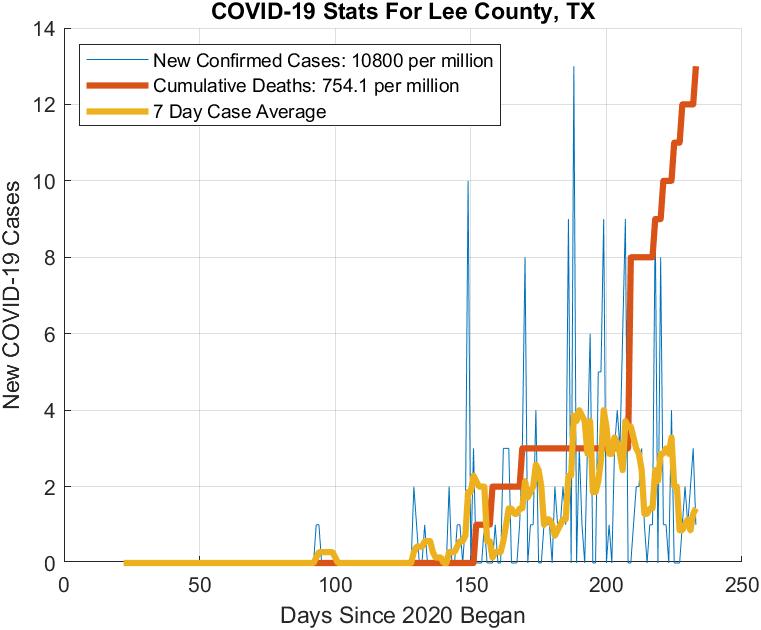 COVID-19 Stats For Lee County, TX
14
12
10
8
6
4
2
0
New COVID-19 Cases
New Confirmed Cases: 10800 per million
Cumulative Deaths: 754.1 per million
7 Day Case Average
0
50
100
150
200
250
Days Since 2020 Began